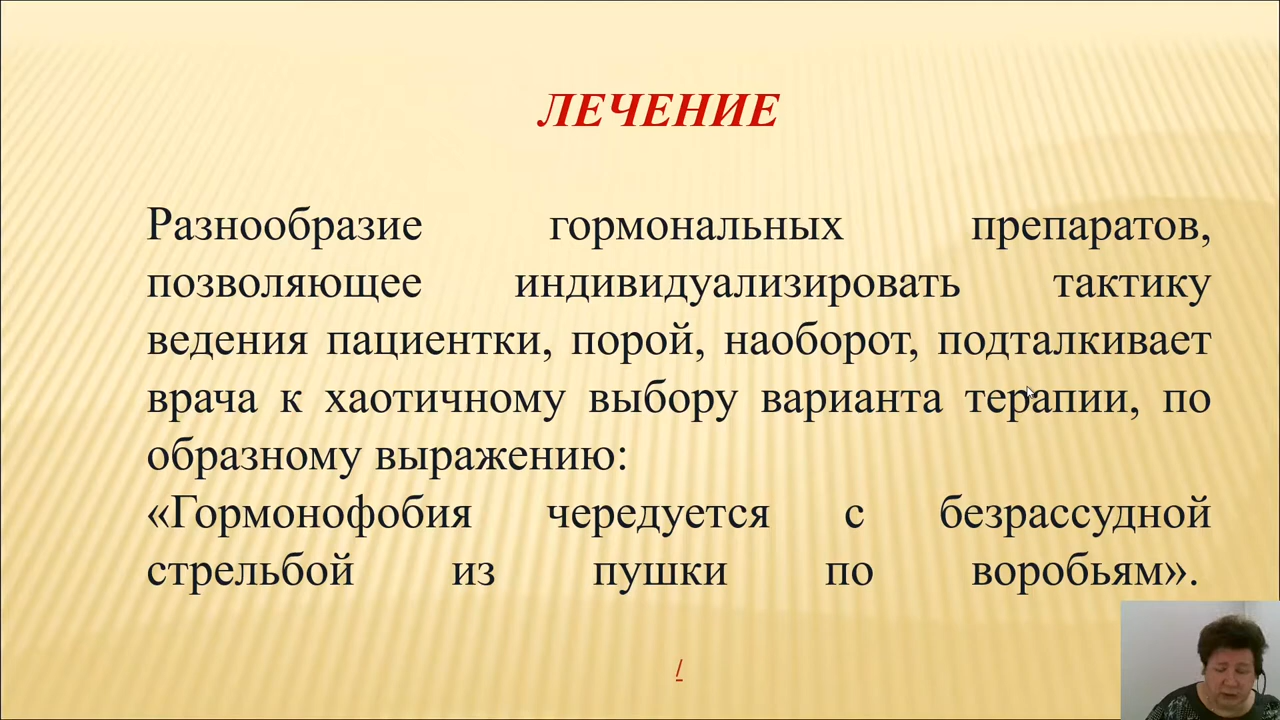 ЛЕЧЕНИЕ
Разнообразие гормональных препаратов,
позволяющее индивидуализировать тактику
ведения пациентки, порой, наоборот, подталкивает
врача к хаотичному выбору варианта терапии, по
образному выражению:
«Гормонофобия чередуется с безрассудной
стрельбой из пушки по воробьям».
/